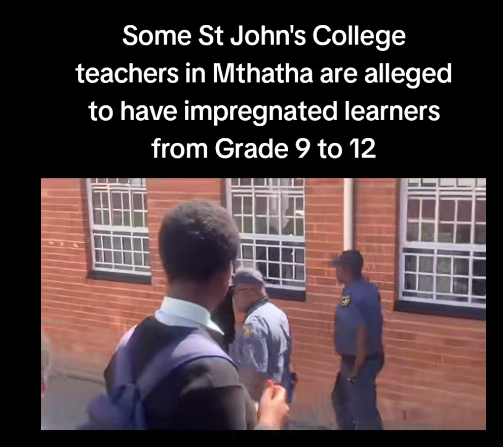 Some St John's College
teachers in Mthatha are alleged
to have impregnated learners
from Grade 9 to 12